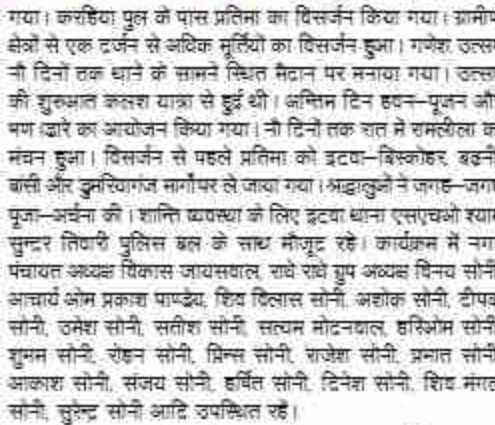 गया। करहिया पुल के पास प्रतिमा का विसर्जन किया गया। ग्रामीण
क्षेत्रों से एक दर्जन से अधिक मूर्तियों का विसर्जन हुआ। गणेश उत्स
नौ दिनों तक थाने के सामने स्थित मैदान पर मनाया गया। उत्स
की शुरुआत कलश यात्रा से हुई थी। अन्तिम दिन हवन–पूजन औ
भण्डारे का आयोजन किया गया। नौ दिनों तक रात में रामलीला क
मंचन हुआ। विसर्जन से पहले प्रतिमा को इटवा–बिस्कोहर, बढ़नी
बांसी और डुमरियागंज मार्गोंपर ले जाया गया। श्रद्धालुओं ने जगह–जग
पूजा–अर्चना की। शान्ति व्यवस्था के लिए इटवा थाना एसएचओ श्या
सुन्दर तिवारी पुलिस बल के साथ मौजूद रहे। कार्यक्रम में नग
पंचायत अध्यक्ष विकास जायसवाल, राधे राधे ग्रुप अध्यक्ष विनय सोनी
आचार्य ओम प्रकाश पाण्डेय, शिव विलास सोनी, अशोक सोनी, दीपव
सोनी, उमेश सोनी, सतीश सोनी, सत्यम मोदनवाल, हरिओम सोनी
शुभम सोनी, रोहन सोनी, प्रिन्स सोनी, राजेश सोनी, प्रभात सोनी
आकाश सोनी, संजय सोनी, हर्षित सोनी, दिनेश सोनी, शिव मंगल
सोनी, सुरेन्द्र सोनी आदि उपस्थित रहें।